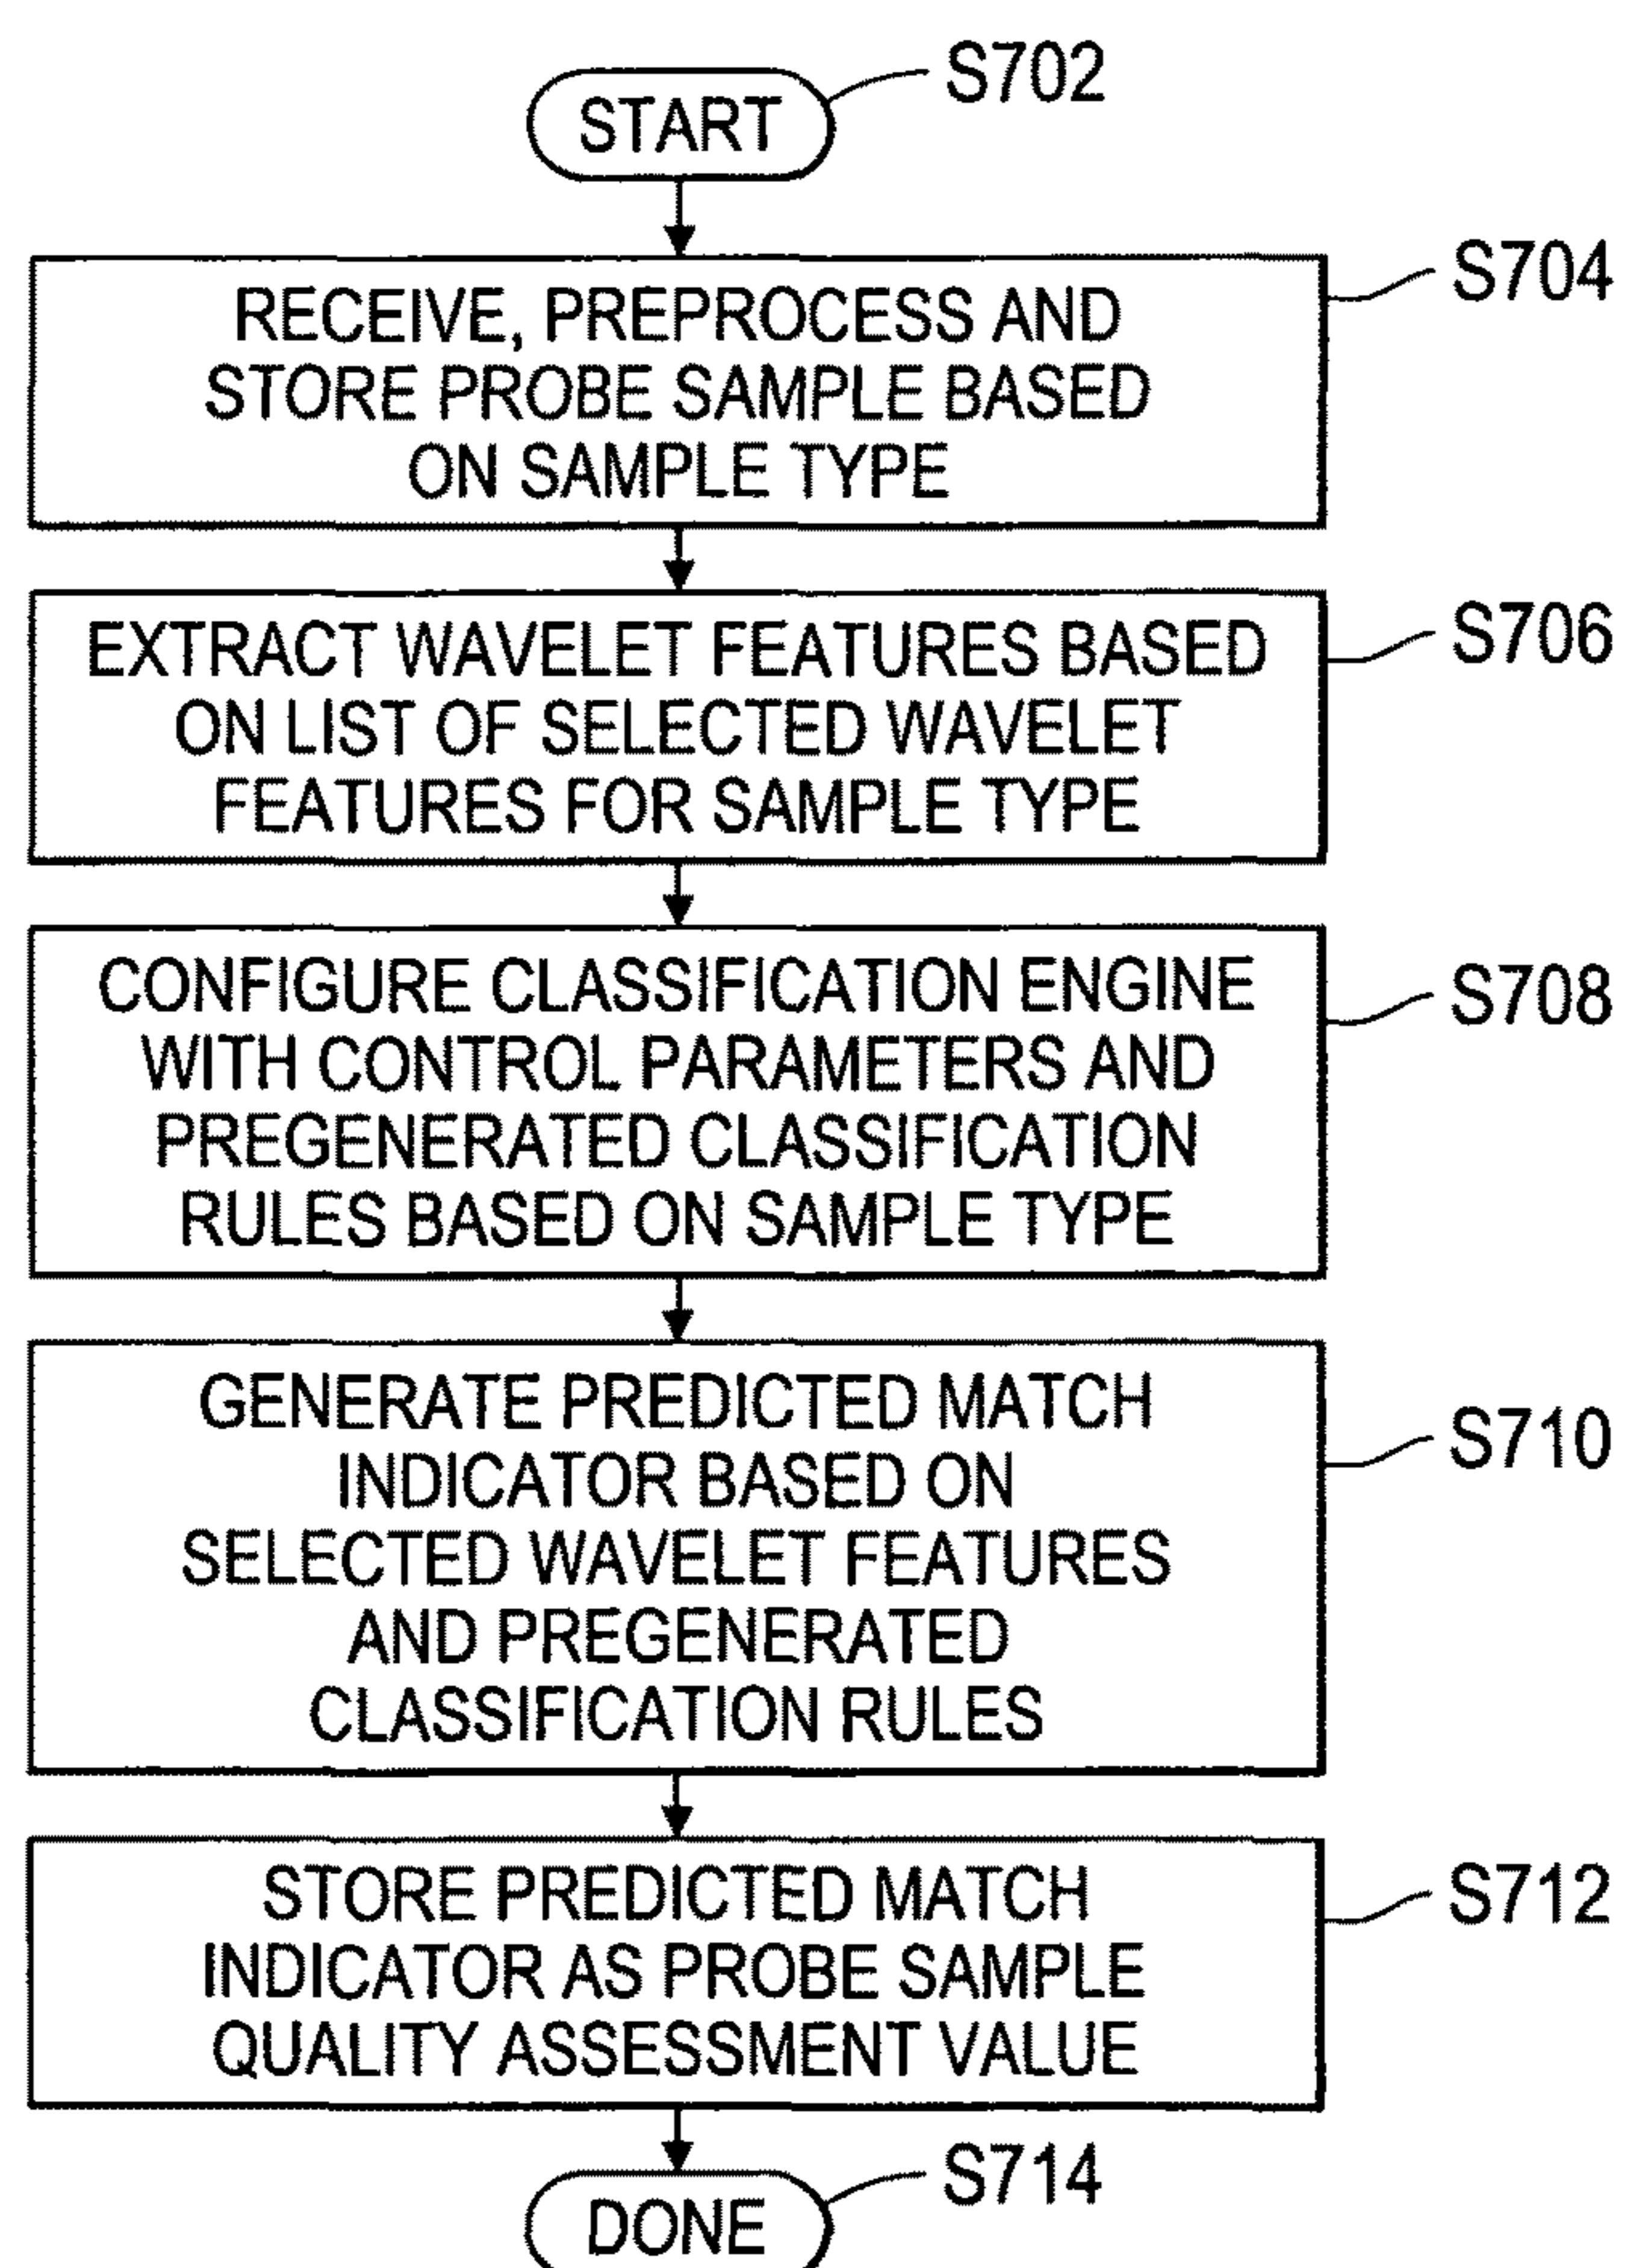 START
S702
RECEIVE, PREPROCESS AND
STORE PROBE SAMPLE BASED
ON SAMPLE TYPE
S704
EXTRACT WAVELET FEATURES BASED
ON LIST OF SELECTED WAVELET
FEATURES FOR SAMPLE TYPE
S706
CONFIGURE CLASSIFICATION ENGINE
WITH CONTROL PARAMETERS AND
PREGENERATED CLASSIFICATION
RULES BASED ON SAMPLE TYPE
S708
GENERATE PREDICTED MATCH
INDICATOR BASED ON
SELECTED WAVELET FEATURES
AND PREGENERATED
CLASSIFICATION RULES
S710
STORE PREDICTED MATCH
INDICATOR AS PROBE SAMPLE
QUALITY ASSESSMENT VALUE
S712
DONE
S714